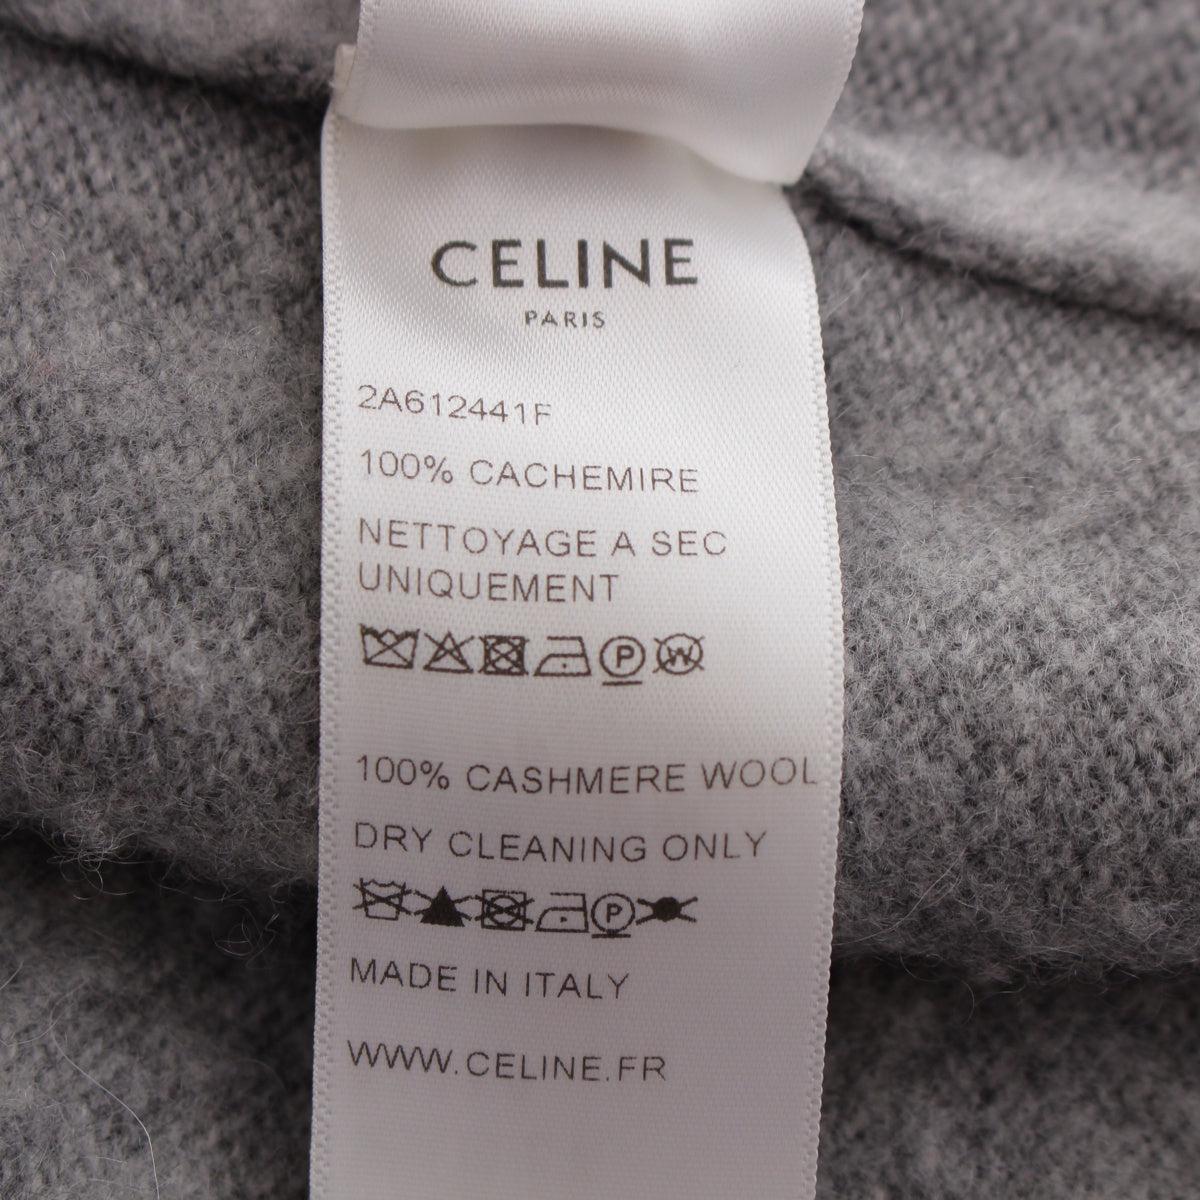 CELINE
PARIS
2A612441F
100% CACHEMIRE
NETTOYAGE A SEC
UNIQUEMENT
P W
100% CASHMERE WOOL
DRY CLEANING ONLY
P
MADE IN ITALY
WWW.CELINE.FR